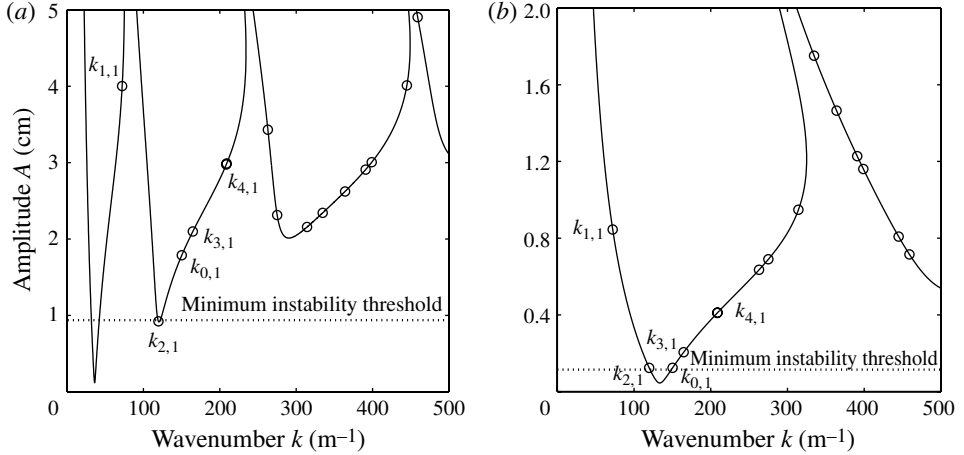 (a)
5
4
3
2
1
0
100
200
300
400
500
Amplitude A (cm)
Wavenumber k (m–1)
k1,1
k4,1
k3,1
k0,1
Minimum instability threshold
k2,1
(b)
2.0
1.6
1.2
0.8
0.4
0
100
200
300
400
500
Wavenumber k (m–1)
k1,1
k4,1
k3,1
Minimum instability threshold
k2,1
k0,1